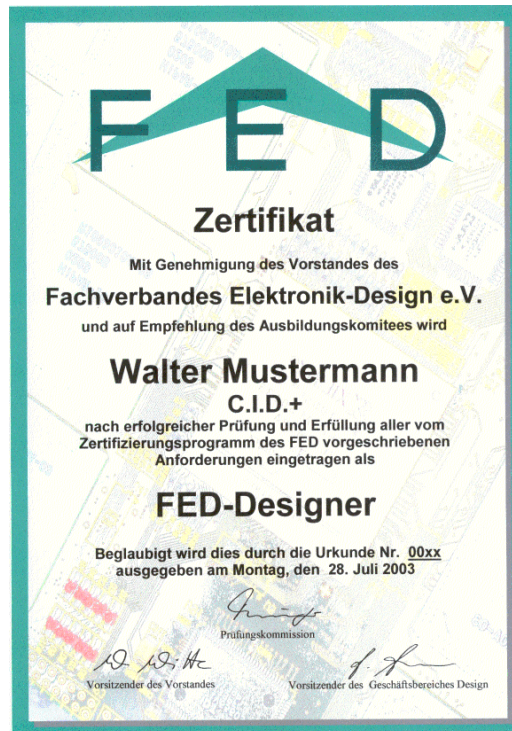 FED
Zertifikat
Mit Genehmigung des Vorstandes des
Fachverbandes Elektronik-Design e.V.
und auf Empfehlung des Ausbildungskomitees wird
Walter Mustermann
C.I.D.+
nach erfolgreicher Prüfung und Erfüllung aller vom
Zertifizierungsprogramm des FED vorgeschriebenen
Anforderungen eingetragen als
FED-Designer
Beglaubigt wird dies durch die Urkunde Nr. 00xx
ausgegeben am Montag, den 28. Juli 2003
Prüfungskommission
Vorsitzender des Vorstandes
Vorsitzender des Geschäftsbereiches Design